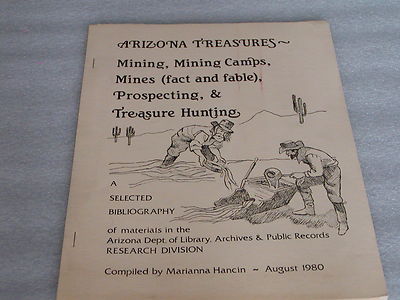 ARIZONA TREASURES~
Mining, Mining Camps,
Mines (fact and fable),
Prospecting, &
Treasure Hunting
A
SELECTED
BIBLIOGRAPHY
of materials in the
Arizona Dept. of Library, Archives & Public Records
RESEARCH DIVISION
Compiled by Marianna Hancin ~ August 1980